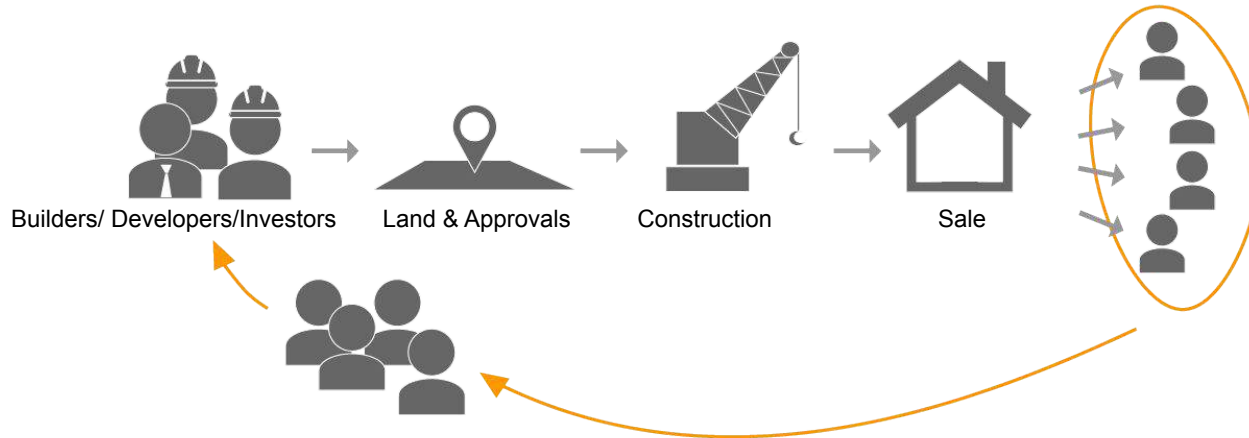 Builders/ Developers/Investors
Land & Approvals
Construction
Sale